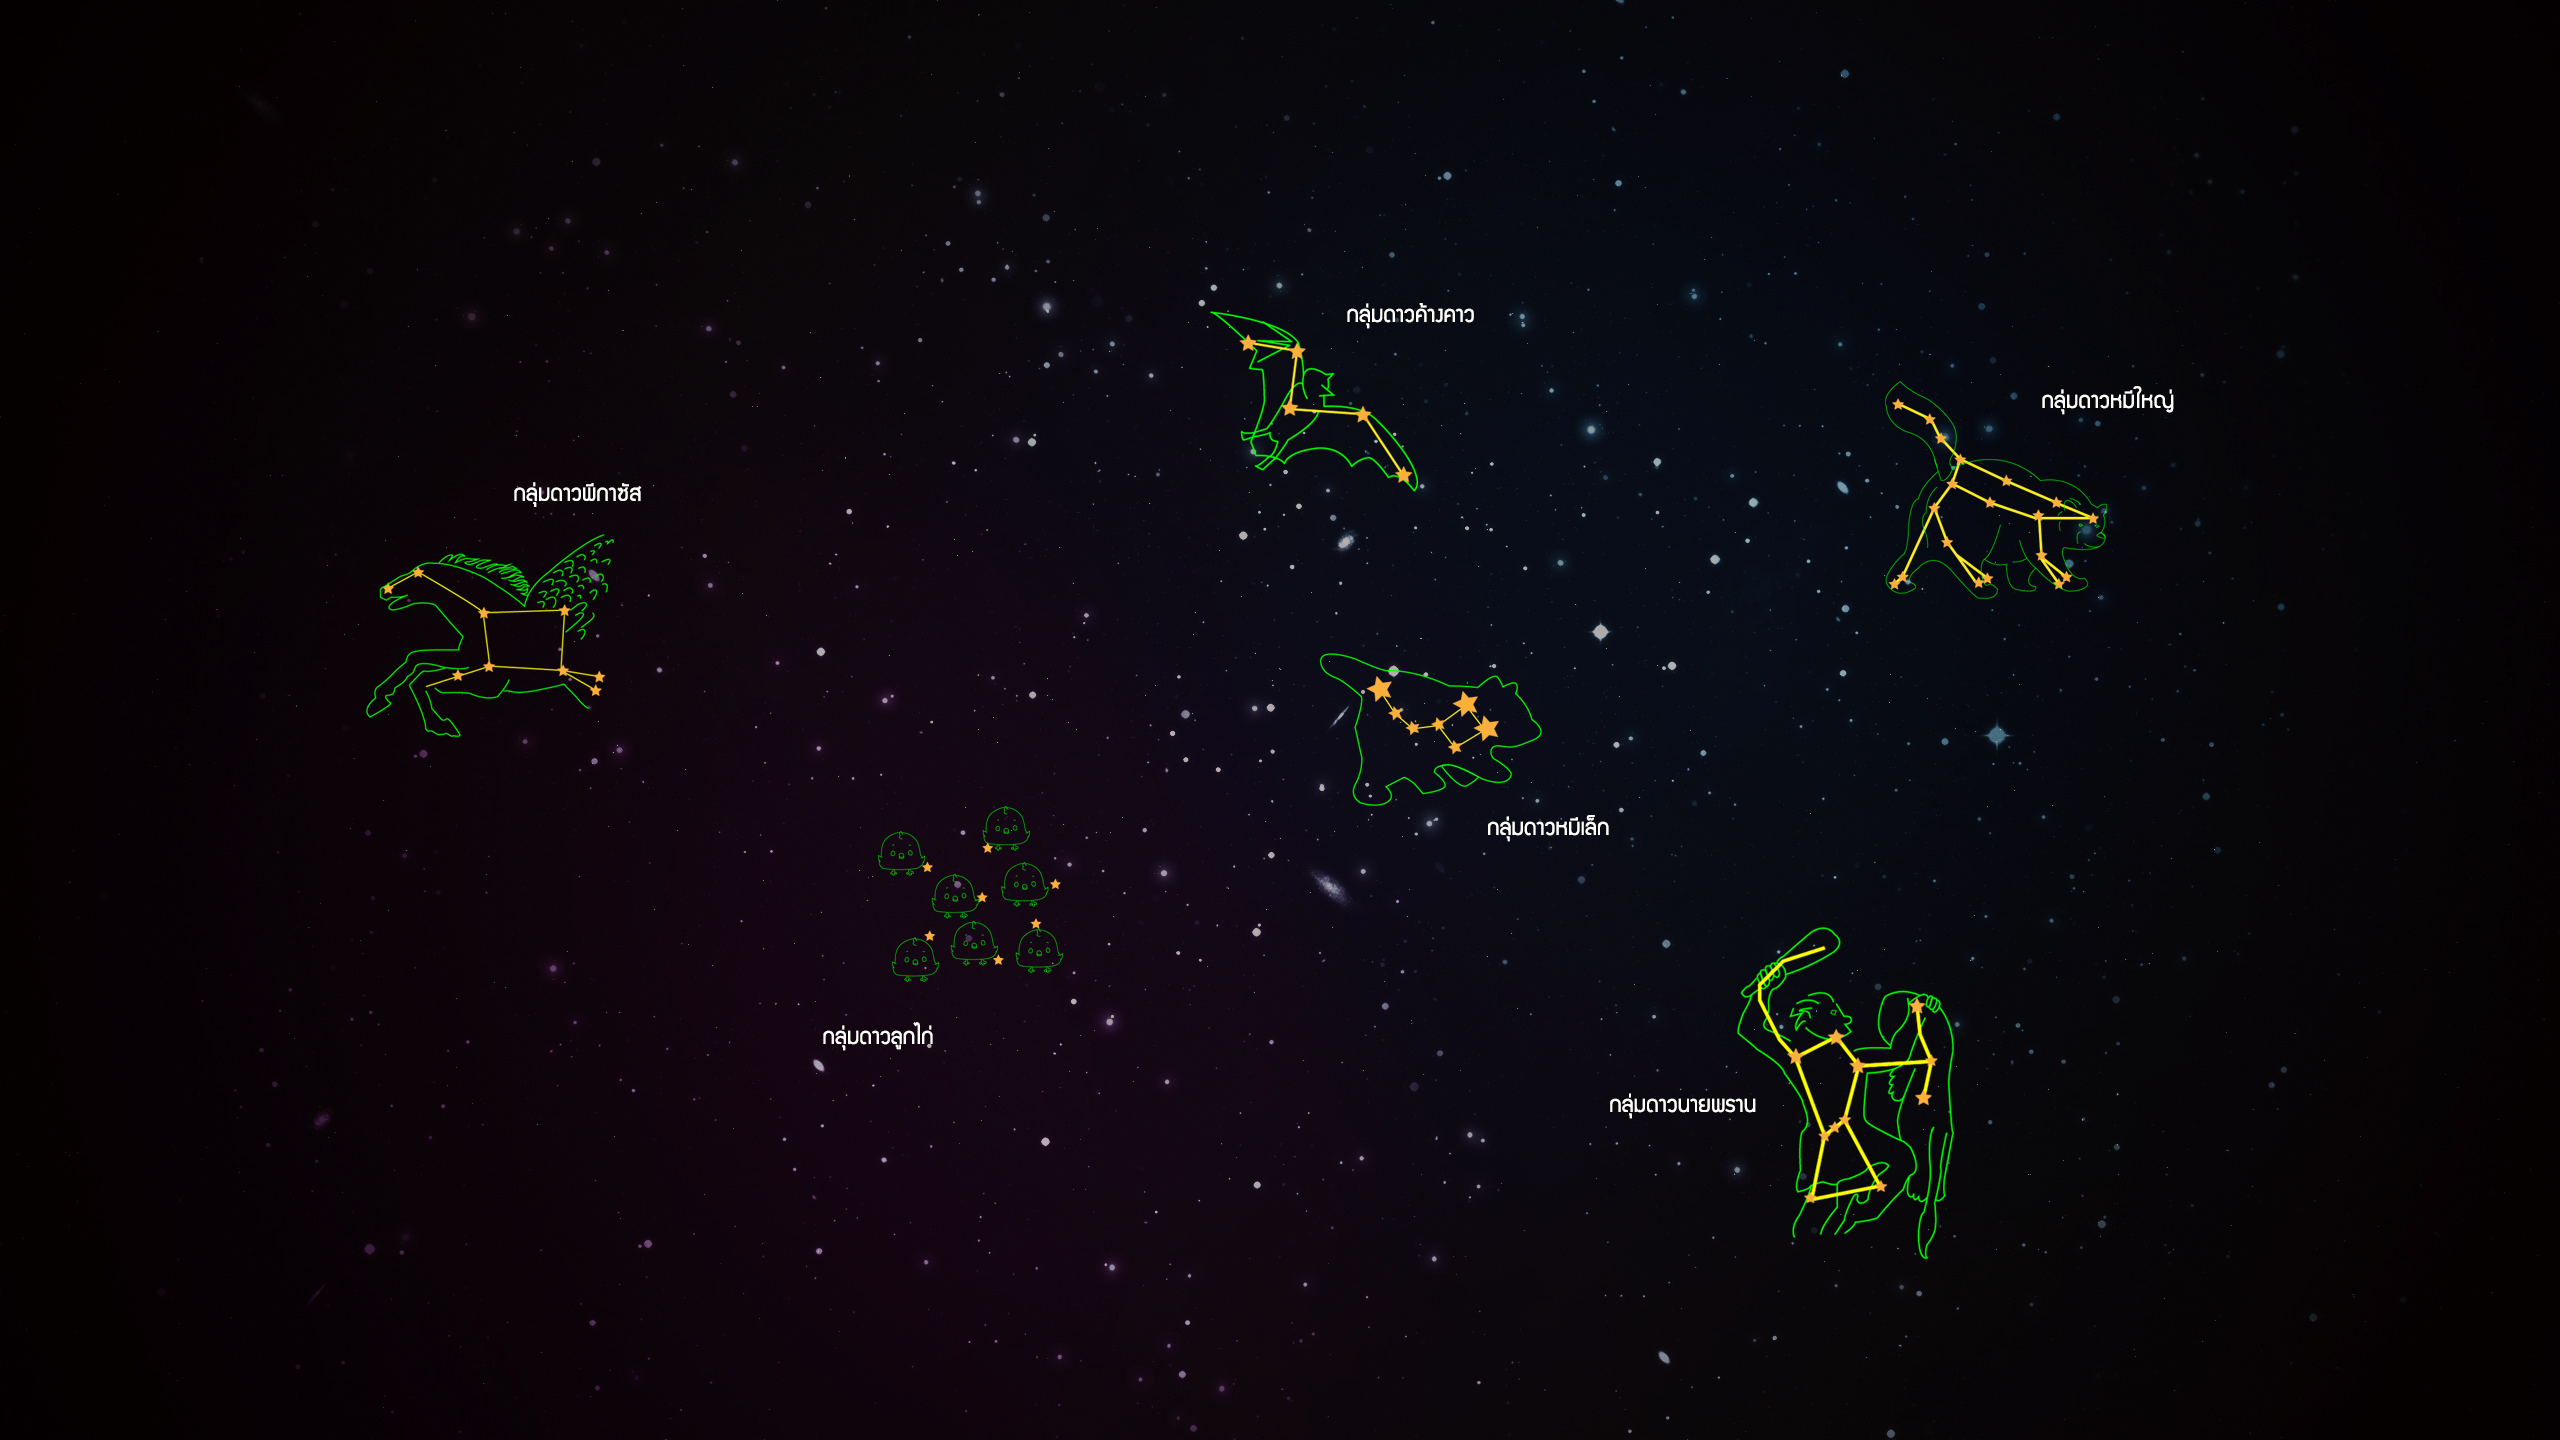 กลุ่มดาวค้างคาว
กลุ่มดาวหมีใหญ่
กลุ่มดาวพีกาซัส
กลุ่มดาวหมีเล็ก
กลุ่มดาวลูกไก่
กลุ่มดาวนายพราน